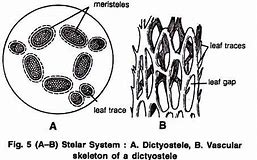 meristeles
leaf traces
leaf gap
leaf trace
A
B
Fig. 5 (A–B) Stelar System : A. Dictyostele, B. Vascular
skeleton of a dictyostele